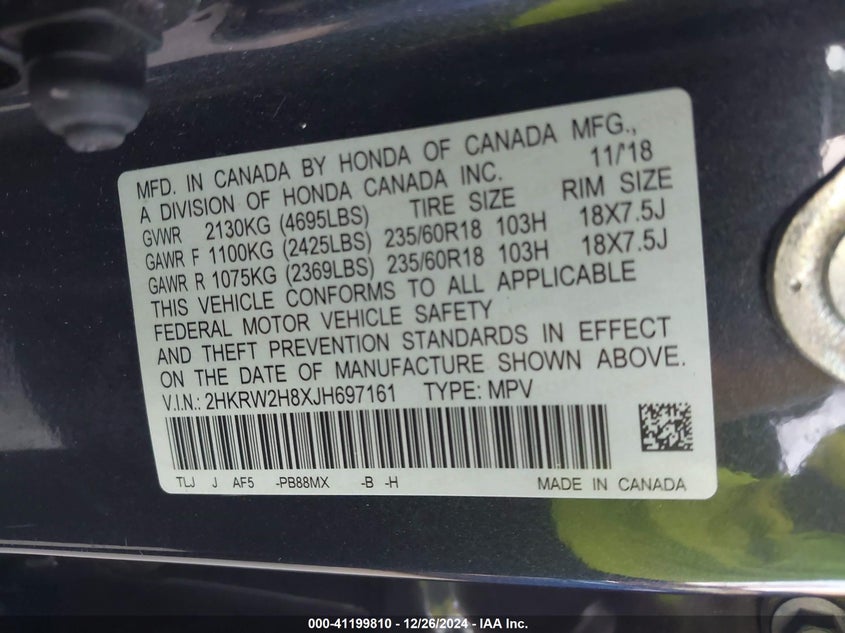 MFD. IN CANADA BY HONDA OF CANADA MFG.,
A DIVISION OF HONDA CANADA INC. 11/'18
GVWR 2130KG (4695LBS) TIRE SIZE RIM SIZE
GAWR F 1100KG (2425LBS) 235/60R18 103H 18X7.5J
GAWR R 1075KG (2369LBS) 235/60R18 103H 18X7.5J
THIS VEHICLE CONFORMS TO ALL APPLICABLE
FEDERAL MOTOR VEHICLE SAFETY
AND THEFT PREVENTION STANDARDS IN EFFECT
ON THE DATE OF MANUFACTURE SHOWN ABOVE.
V.I.N.: 2HKRW2H8XJH697161 TYPE: MPV
TLJ J AF5 -PB88MX -B -H MADE IN CANADA
000-41199810 - 12/26/2024 - IAA Inc.